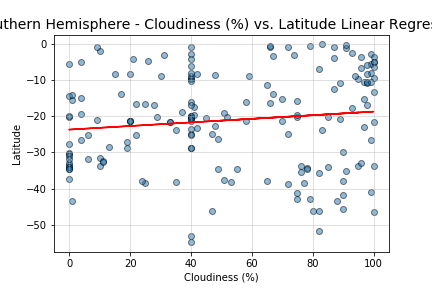 uthern Hemisphere - Cloudiness (%) vs. Latitude Linear Regres
0
−10
−20
−30
−40
−50
Latitude
0 20 40 60 80 100
Cloudiness (%)